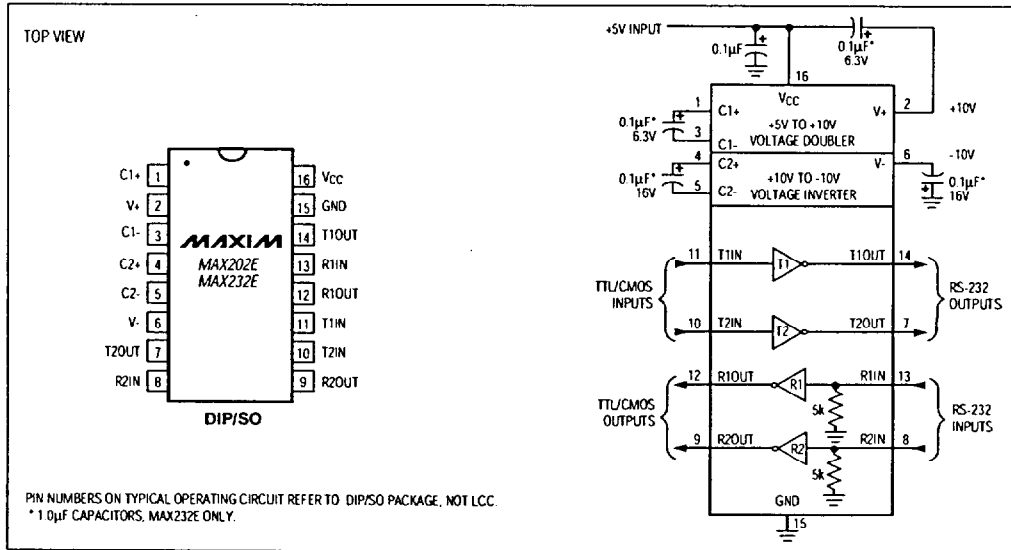 TOP VIEW
C1+ 1
V+ 2
C1- 3
C2+ 4
C2- 5
V- 6
T2OUT 7
R2IN 8
MAXIM
MAX202E
MAX232E
16 VCC
15 GND
14 T1OUT
13 R1IN
12 R1OUT
11 T1IN
10 T2IN
9 R2OUT
DIP/SO
PIN NUMBERS ON TYPICAL OPERATING CIRCUIT REFER TO DIP/SO PACKAGE, NOT LCC.
* 1.0µF CAPACITORS, MAX232E ONLY.
+5V INPUT
0.1µF
+
0.1µF*
6.3V
+
16
VCC
1 C1+
+
0.1µF*
6.3V
3 C1-
+5V TO +10V
VOLTAGE DOUBLER
V+ 2 +10V
4 C2+
+
0.1µF*
16V
5 C2-
+10V TO -10V
VOLTAGE INVERTER
V- 6 -10V
0.1µF*
16V
+
TTL/CMOS
INPUTS
11 T1IN T1 T1OUT 14
10 T2IN T2 T2OUT 7
RS-232
OUTPUTS
TTL/CMOS
OUTPUTS
12 R1OUT R1 R1IN 13
5k
9 R2OUT R2 R2IN 8
5k
RS-232
INPUTS
GND
15